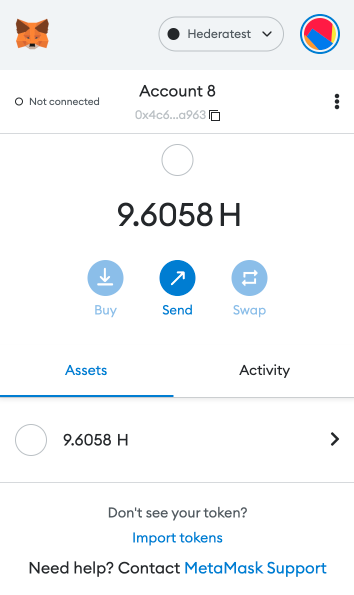 Hederatest
Not connected
Account 8
0x4c6...a963
9.6058 H
Buy
Send
Swap
Assets
Activity
9.6058 H
Don't see your token?
Import tokens
Need help? Contact MetaMask Support